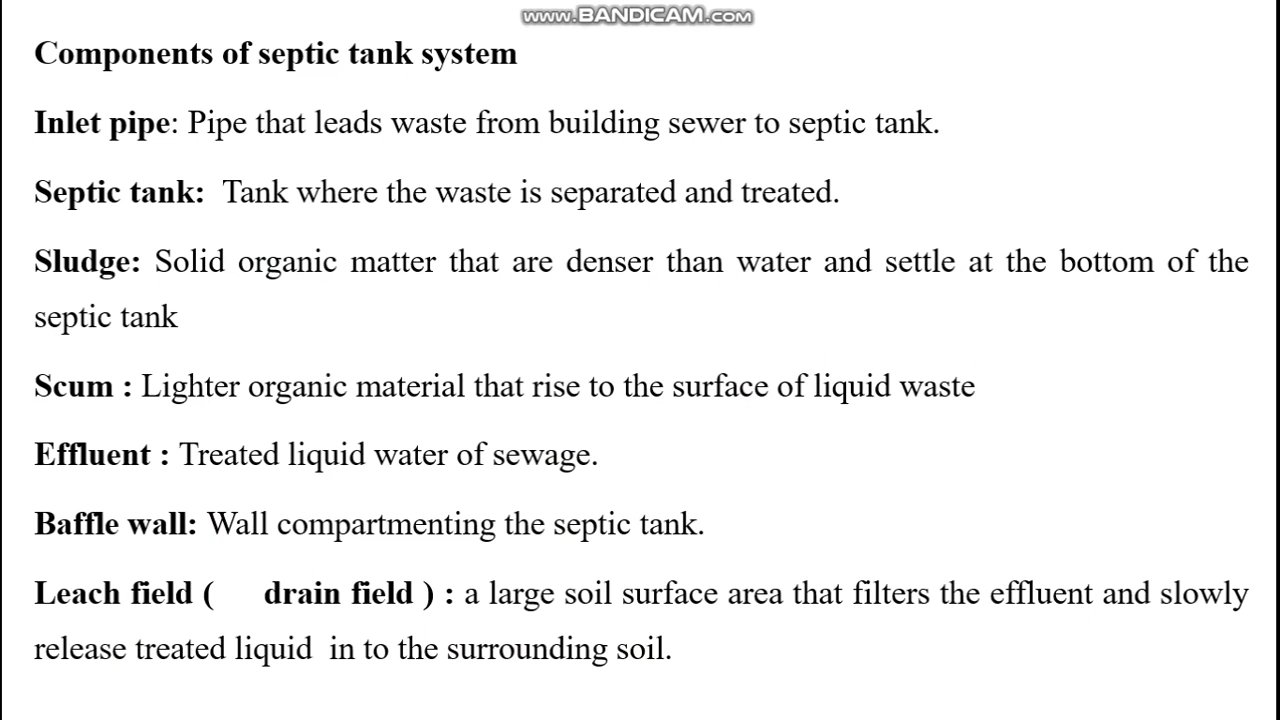 www.BANDICAM.com
Components of septic tank system
Inlet pipe: Pipe that leads waste from building sewer to septic tank.
Septic tank: Tank where the waste is separated and treated.
Sludge: Solid organic matter that are denser than water and settle at the bottom of the
septic tank
Scum : Lighter organic material that rise to the surface of liquid waste
Effluent : Treated liquid water of sewage.
Baffle wall: Wall compartmenting the septic tank.
Leach field ( drain field ) : a large soil surface area that filters the effluent and slowly
release treated liquid in to the surrounding soil.